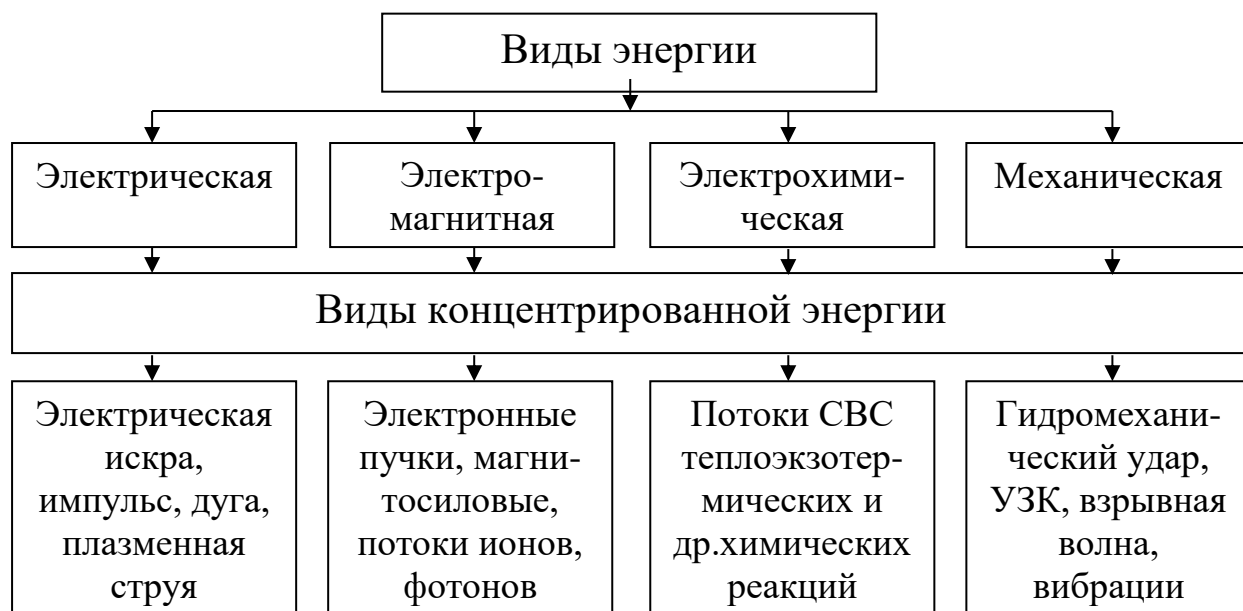 Виды энергии
Электрическая
Электро-
магнитная
Электрохими-
ческая
Механическая
Виды концентрированной энергии
Электрическая
искра,
импульс, дуга,
плазменная
струя
Электронные
пучки, магни-
тосиловые,
потоки ионов,
фотонов
Потоки СВС
теплоэкзотер-
мических и
др.химических
реакций
Гидромехани-
ческий удар,
УЗК, взрывная
волна,
вибрации